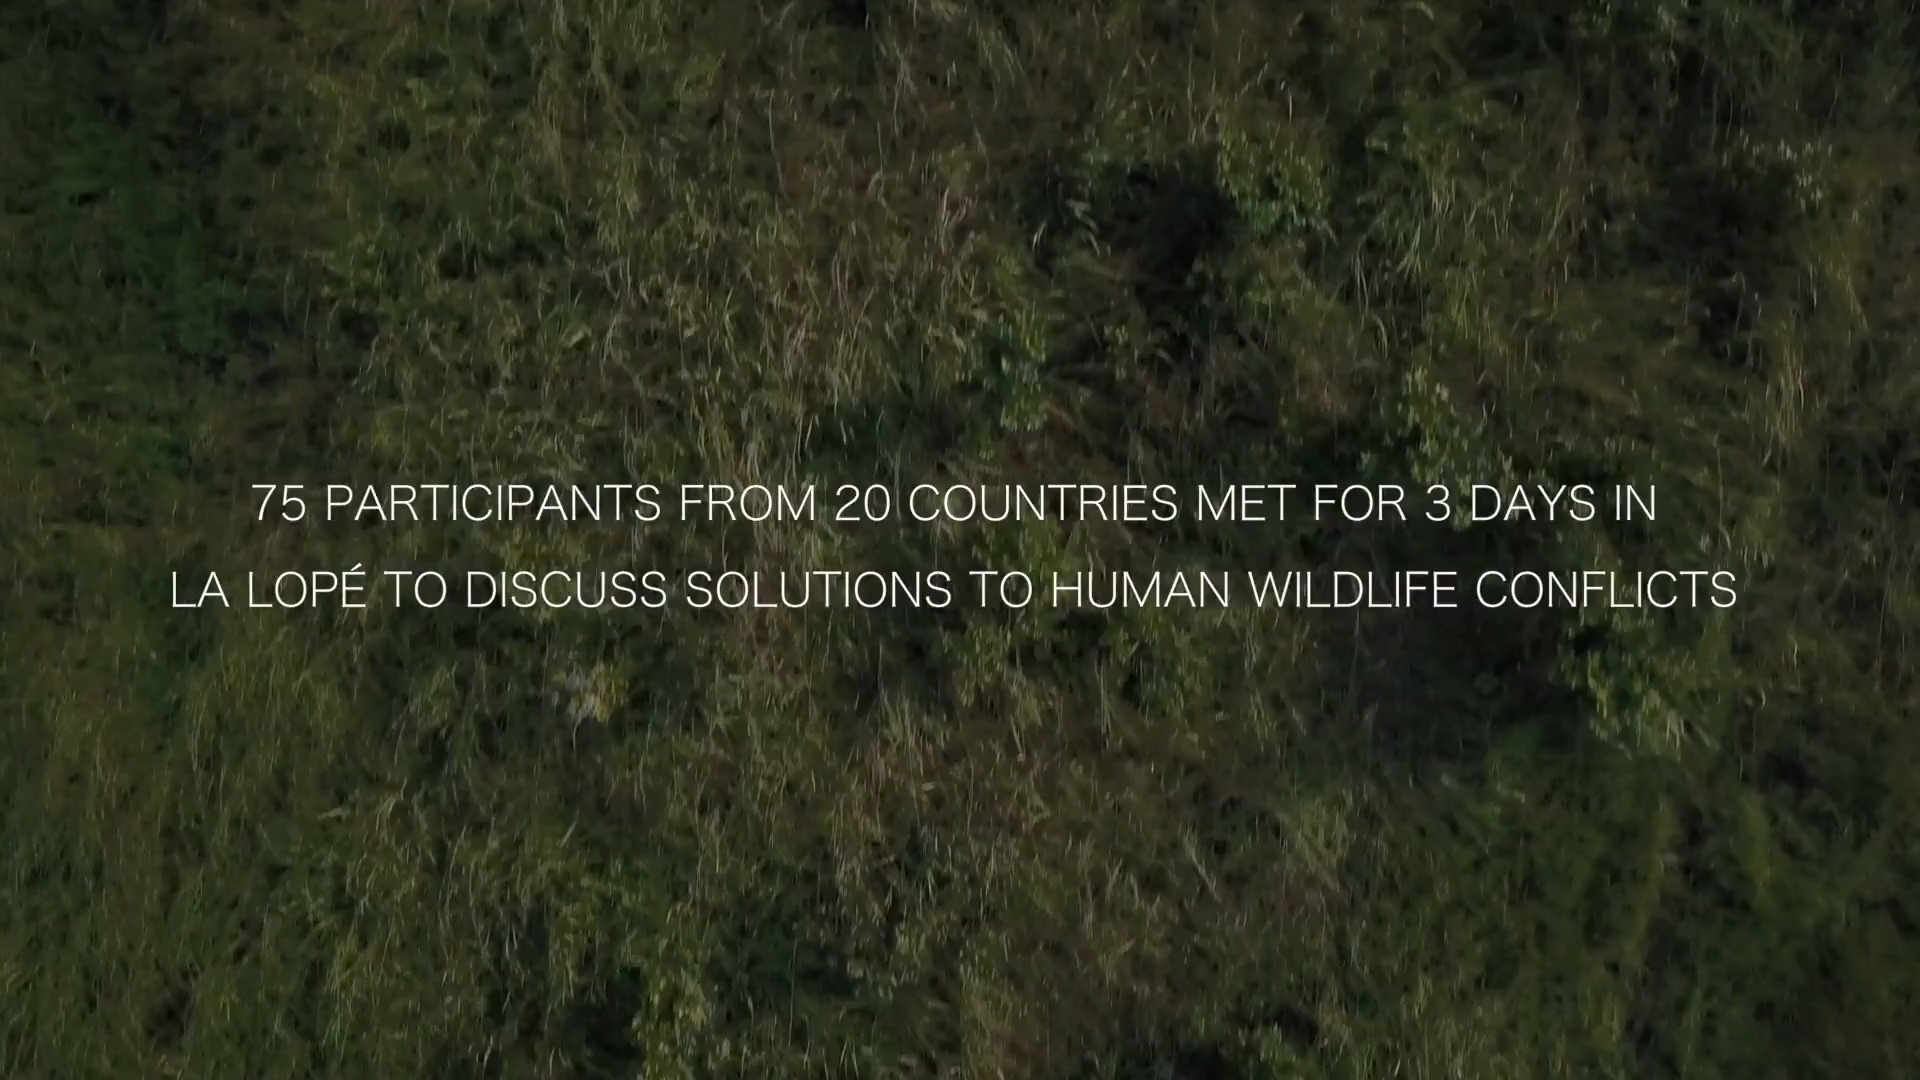 75 PARTICIPANTS FROM 20 COUNTRIES MET FOR 3 DAYS IN
LA LOPÉ TO DISCUSS SOLUTIONS TO HUMAN WILDLIFE CONFLICTS